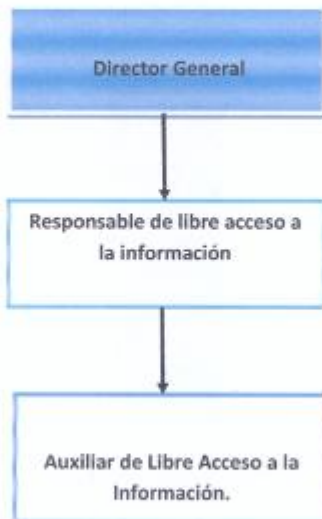 Director General
Responsable de libre acceso a
la información
Auxiliar de Libre Acceso a la
Información.